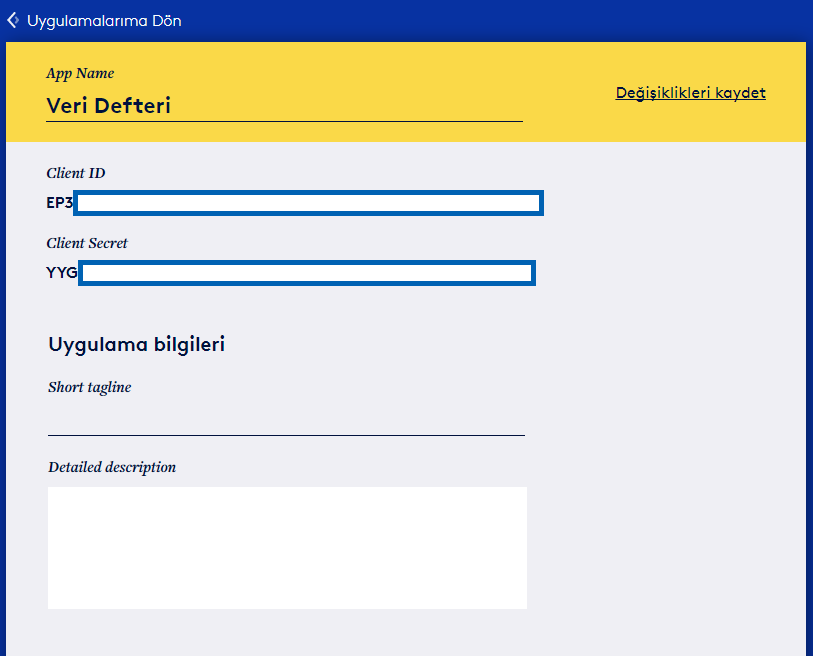 Uygulamalarıma Dön
App Name
Veri Defteri
Değişiklikleri kaydet
Client ID
EP3
Client Secret
YYG
Uygulama bilgileri
Short tagline
Detailed description